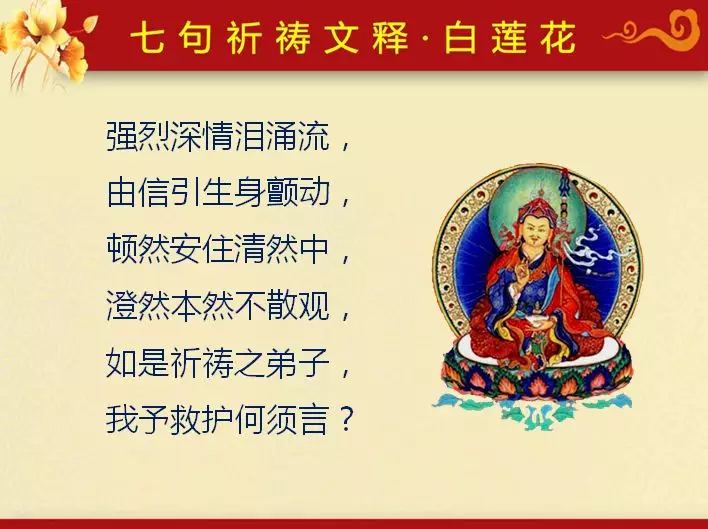 七句祈祷文释·白莲花
强烈深情泪涌流，
由信引生身颤动，
顿然安住清然中，
澄然本然不散观，
如是祈祷之弟子，
我予救护何须言？